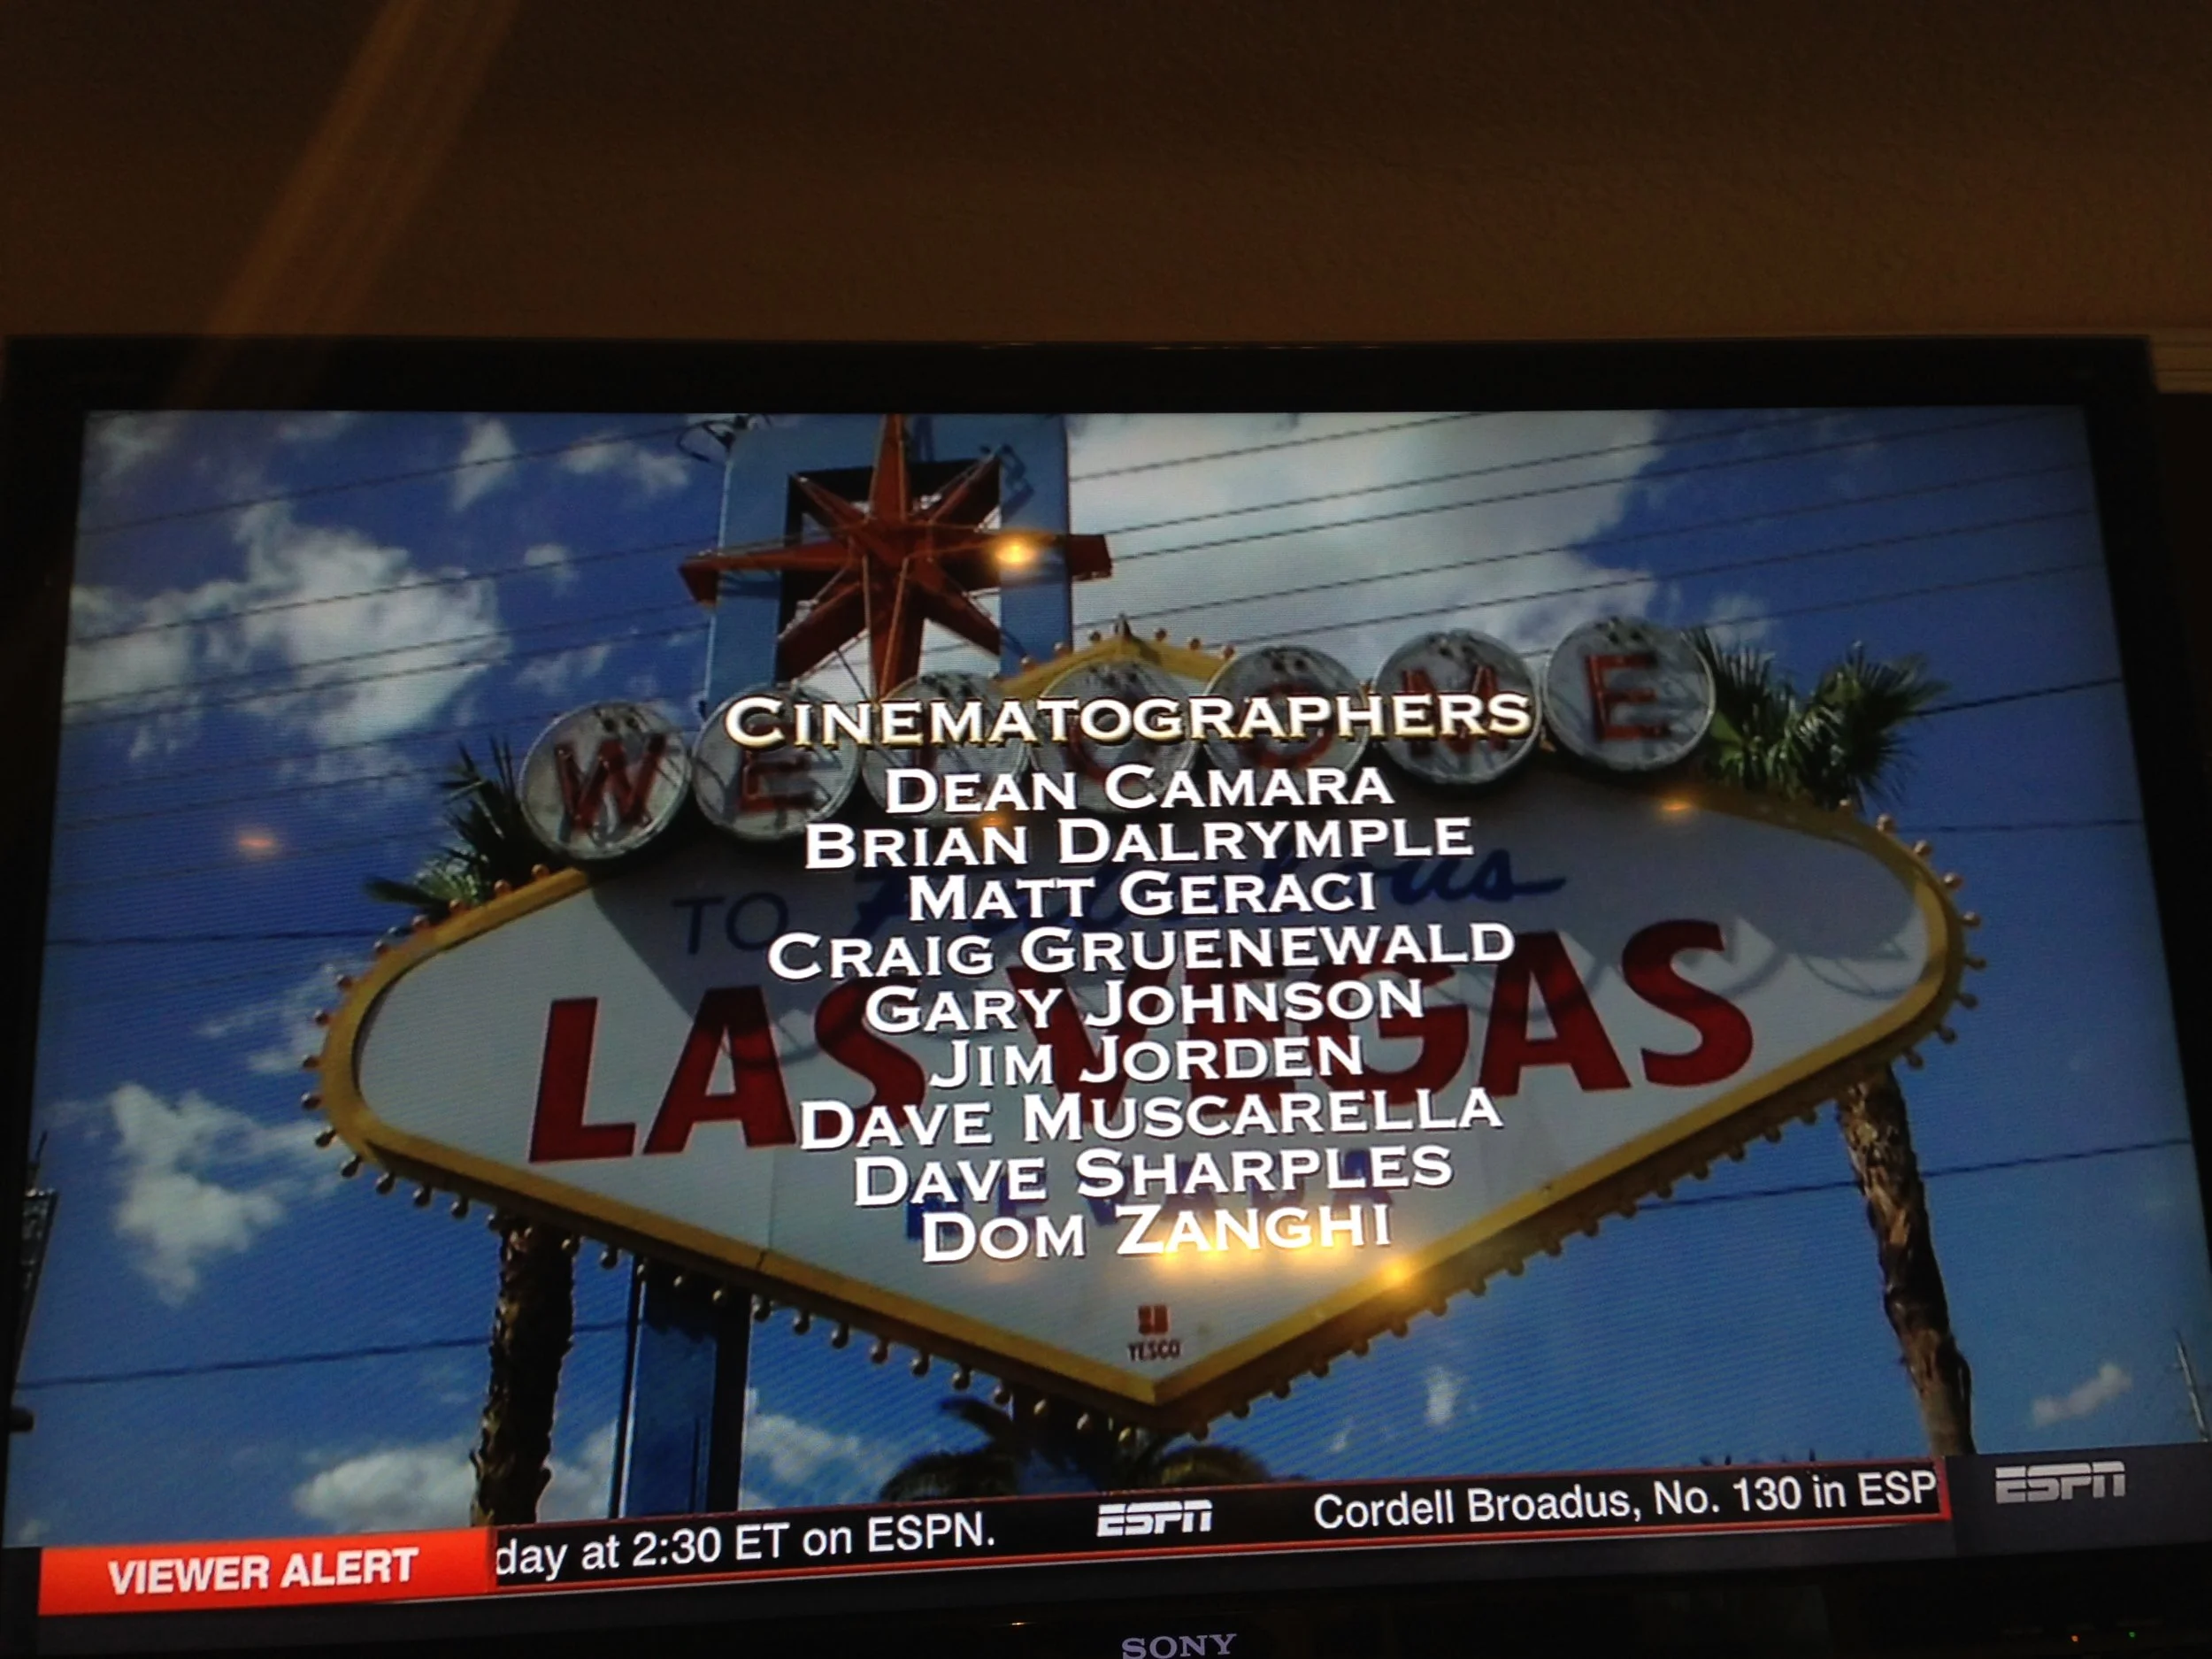 WELCOME
CINEMATOGRAPHERS
DEAN CAMARA
BRIAN DALRYMPLE
MATT GERACI
CRAIG GRUENEWALD
GARY JOHNSON
JIM JORDEN
DAVE MUSCARELLA
DAVE SHARPLES
DOM ZANGHI
TO Fabulous
LAS VEGAS
NEVADA
YESCO
VIEWER ALERT day at 2:30 ET on ESPN. ESPN Cordell Broadus, No. 130 in ESP ESPN
SONY